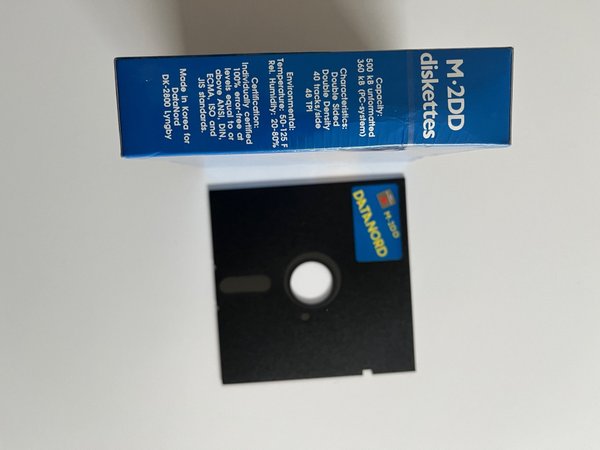 M·2DD
diskettes
Capacity:
500 kB unformatted
360 kB (PC-system)
Characteristics:
Double Sided
Double Density
40 tracks/side
48 TPI
Environmental:
Temperature: 50-125 F
Rel. Humidity: 20-80%
Certification:
Individually certified
100% error-free at
levels equal to or
above ANSI, DIN,
ECMA, ISO and
JIS standards.
Made in Korea for
DataNord
DK-2800 Lyngby
M-2DD
DATANORD